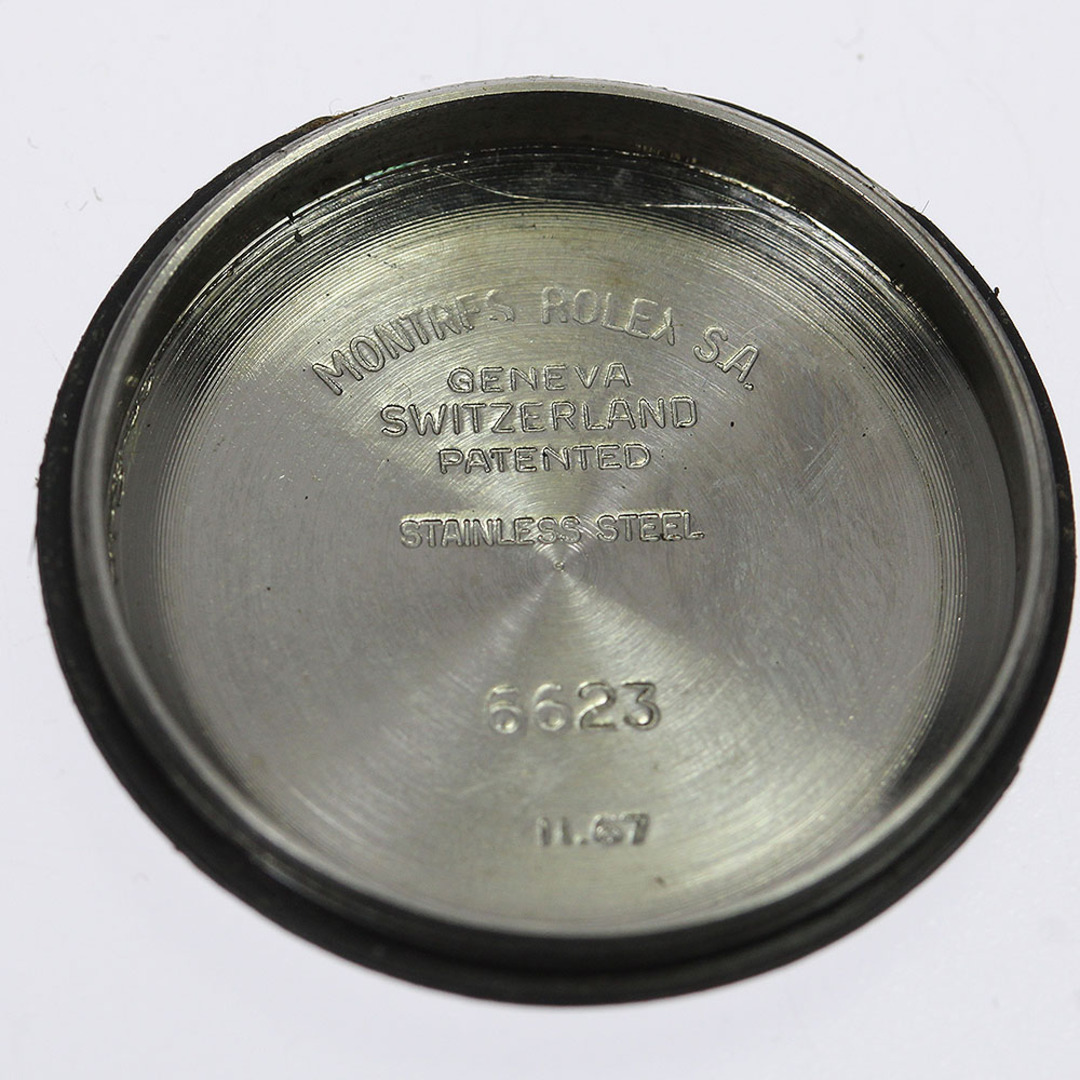 MONTRES ROLEX S.A.
GENEVA
SWITZERLAND
PATENTED
STAINLESS STEEL
6623
II.67